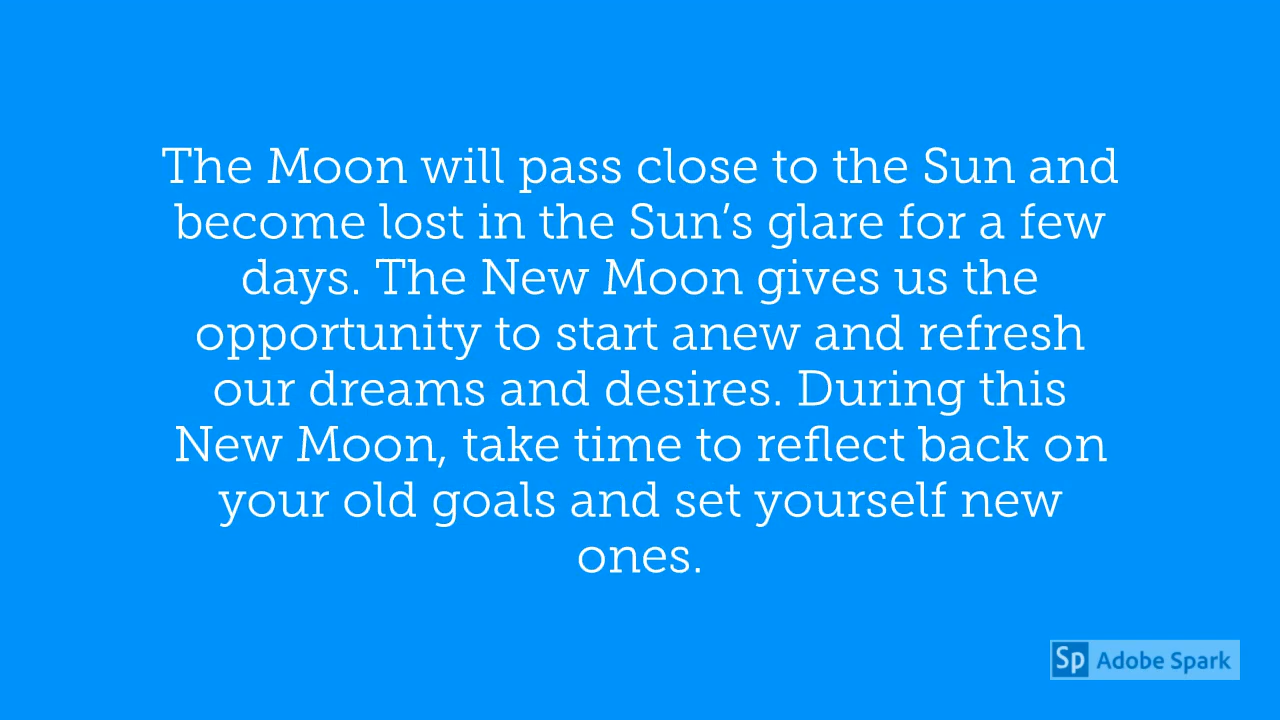 The Moon will pass close to the Sun and
become lost in the Sun’s glare for a few
days. The New Moon gives us the
opportunity to start anew and refresh
our dreams and desires. During this
New Moon, take time to reflect back on
your old goals and set yourself new
ones.
Sp Adobe Spark